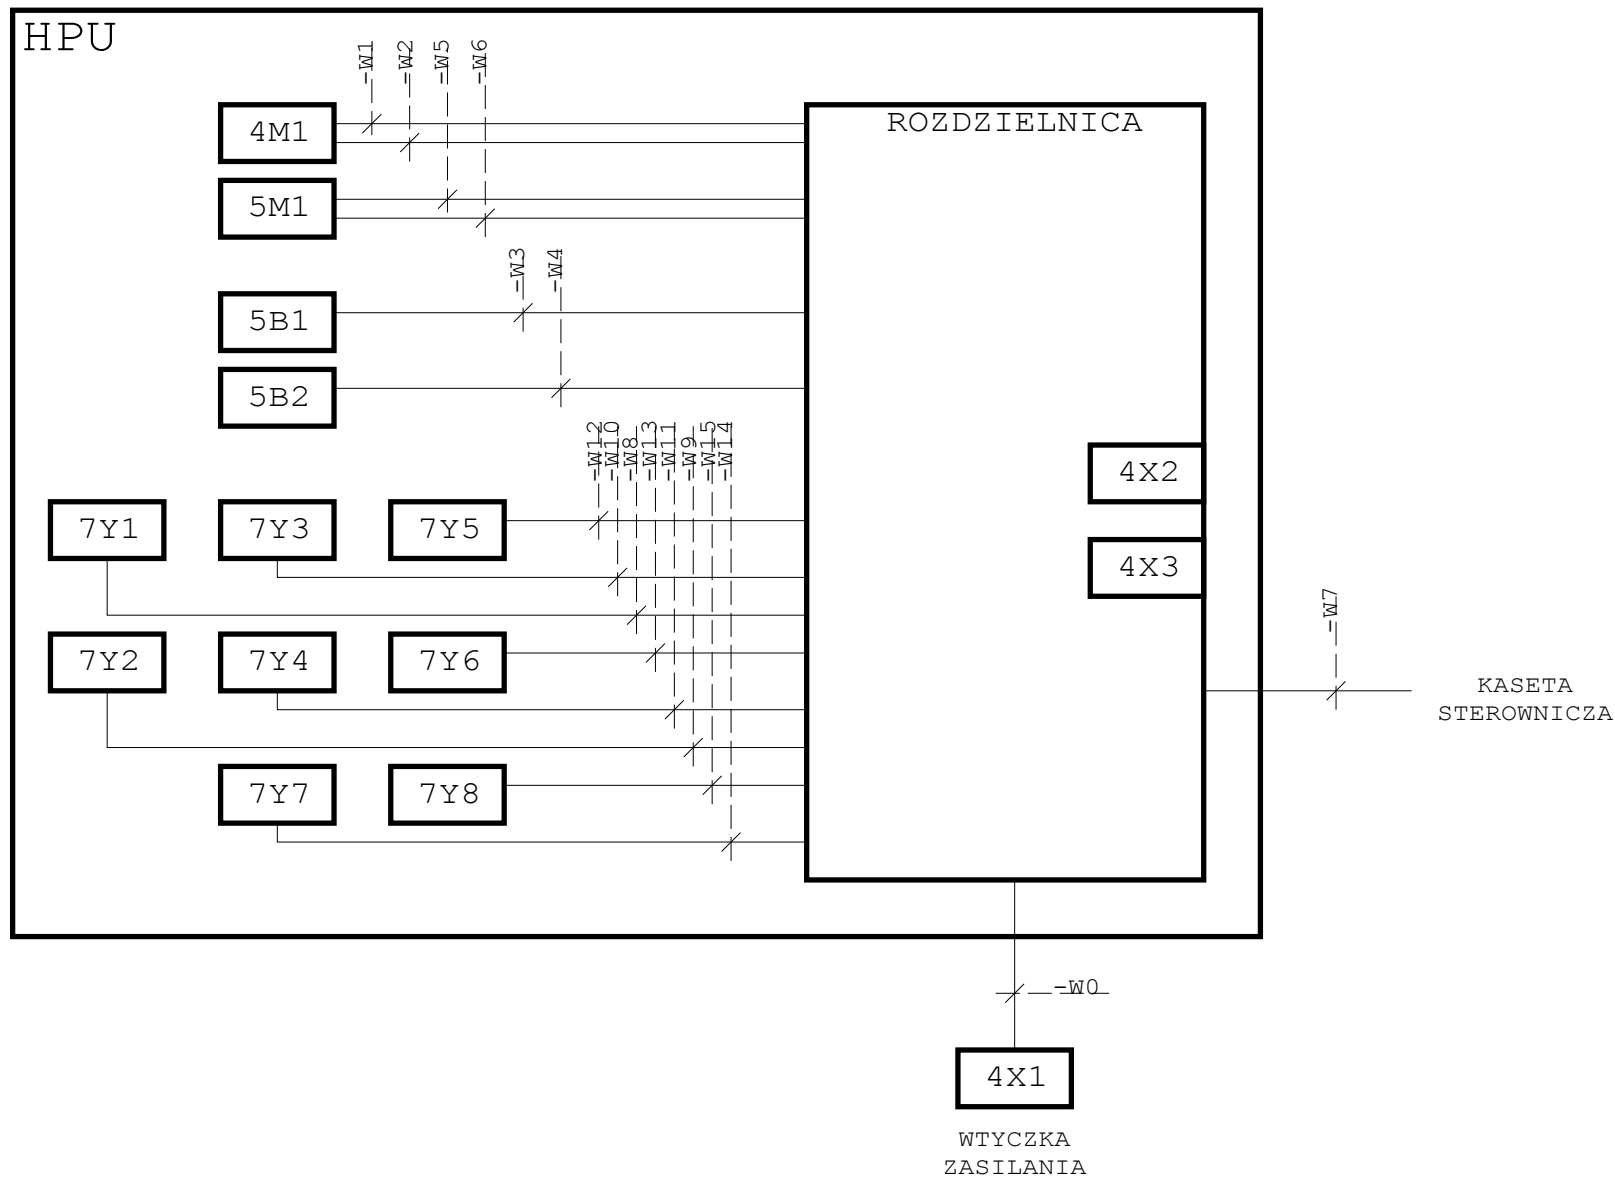 HPU
-W1
-W2
-W5
-W6
4M1
ROZDZIELNICA
5M1
-W3
-W4
5B1
5B2
-W12
-W10
-W8
-W13
-W11
-W9
-W15
-W14
4X2
7Y1
7Y3
7Y5
4X3
-W7
7Y2
7Y4
7Y6
KASETA
STEROWNICZA
7Y7
7Y8
-W0
4X1
WTYCZKA
ZASILANIA